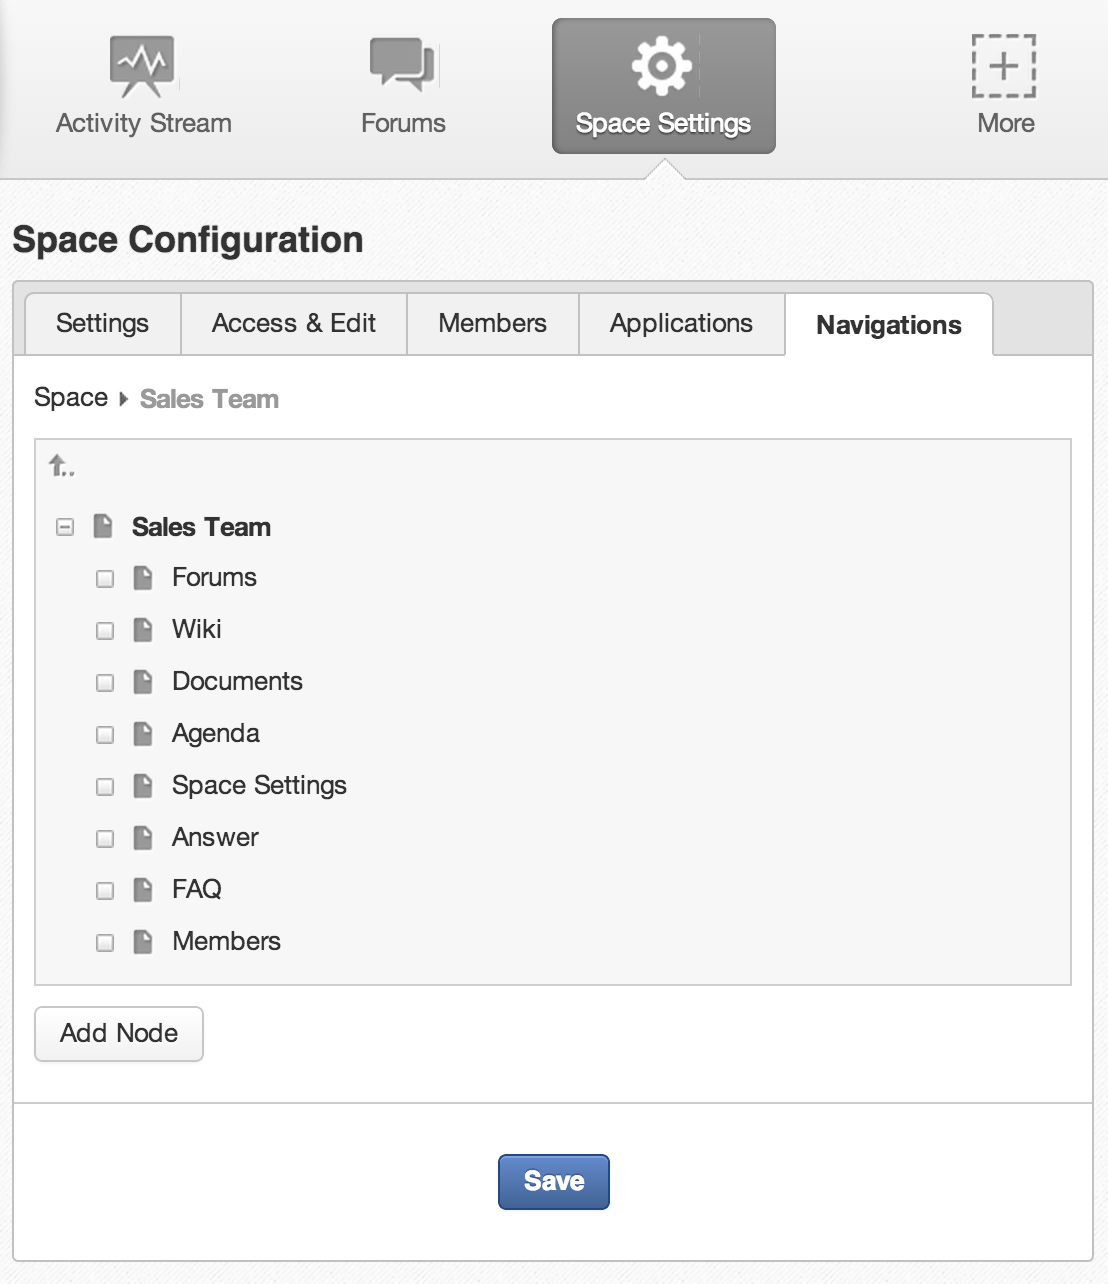 Activity Stream
Forums
Space Settings
More
Space Configuration
Settings
Access & Edit
Members
Applications
Navigations
Space
Sales Team
..
Sales Team
Forums
Wiki
Documents
Agenda
Space Settings
Answer
FAQ
Members
Add Node
Save